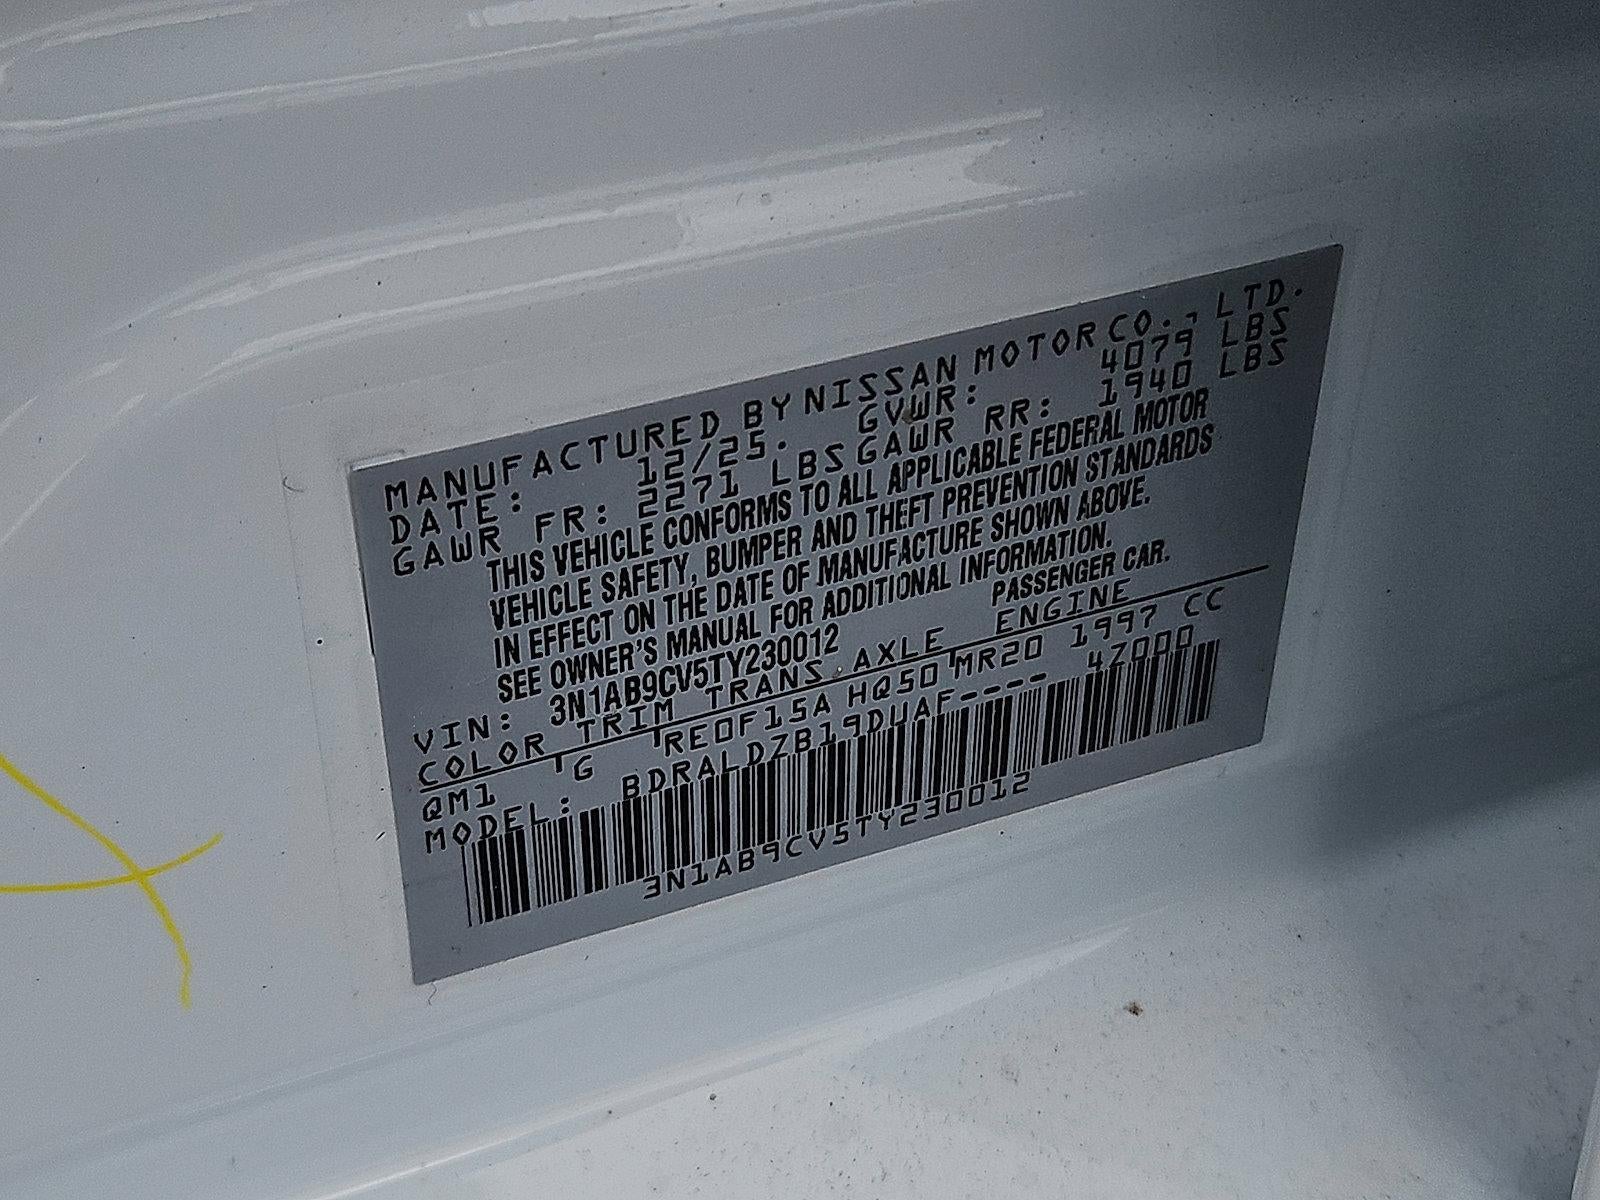 MANUFACTURED BY NISSAN MOTOR CO., LTD.
DATE: 12/25. GVWR: 4079 LBS
GAWR FR: 2271 LBS GAWR RR: 1940 LBS
THIS VEHICLE CONFORMS TO ALL APPLICABLE FEDERAL MOTOR
VEHICLE SAFETY, BUMPER AND THEFT PREVENTION STANDARDS
IN EFFECT ON THE DATE OF MANUFACTURE SHOWN ABOVE.
SEE OWNER'S MANUAL FOR ADDITIONAL INFORMATION.
VIN: 3N1AB9CV5TY230012 PASSENGER CAR.
COLOR TRIM TRANS. AXLE ENGINE
QM1 G RE0F15A HQ50 MR20 1997 CC
MODEL: BDRALDZB19DUAF---- 4Z000
3N1AB9CV5TY230012